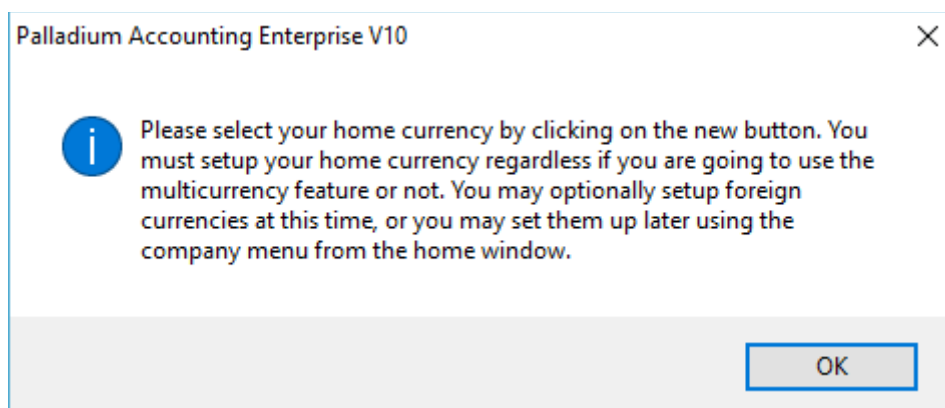 Palladium Accounting Enterprise V10
Please select your home currency by clicking on the new button. You
must setup your home currency regardless if you are going to use the
multicurrency feature or not. You may optionally setup foreign
currencies at this time, or you may set them up later using the
company menu from the home window.
OK